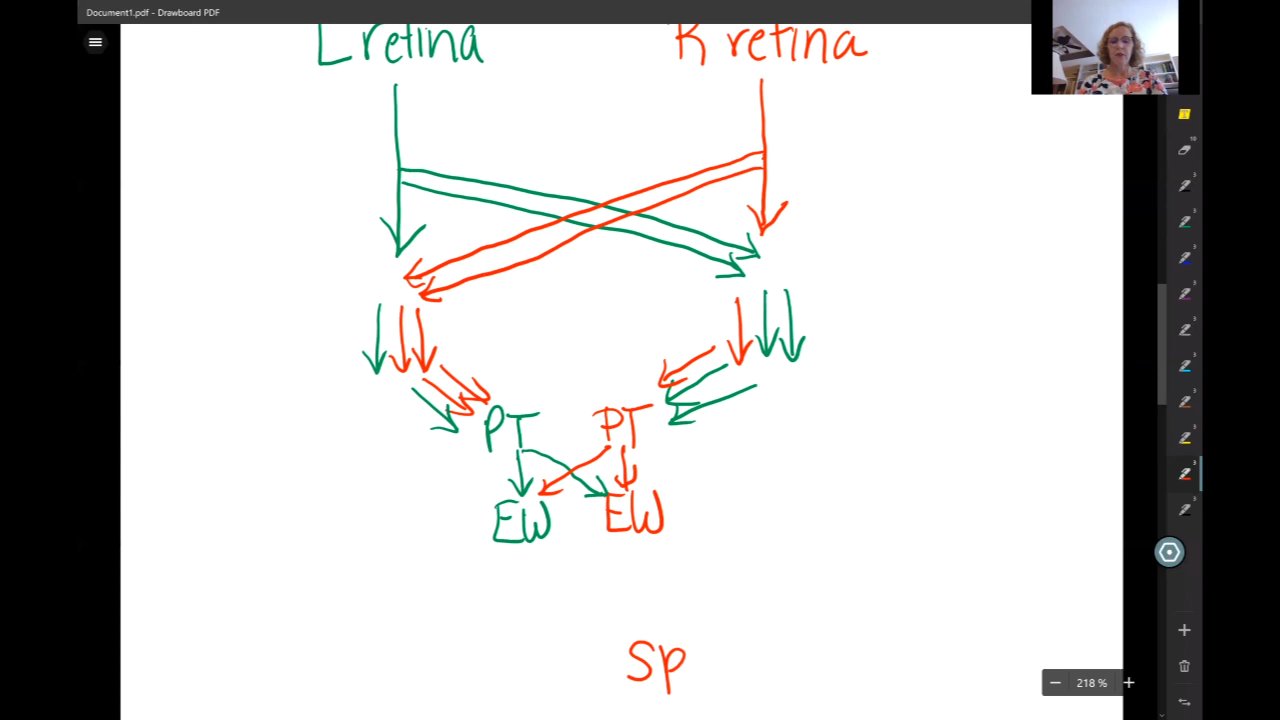 Document1.pdf - Drawboard PDF
L retina R retina
PT PT
EW EW
Sp
218 %